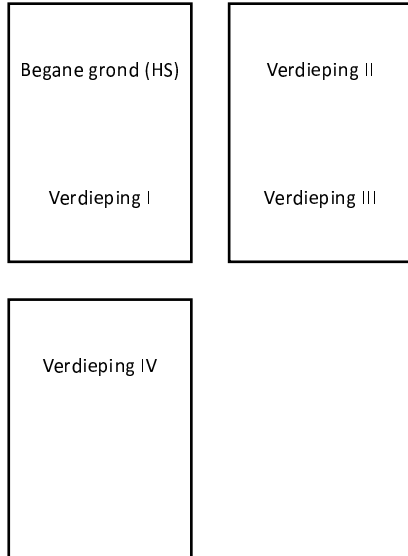 Begane grond (HS)
Verdieping I
Verdieping II
Verdieping III
Verdieping IV